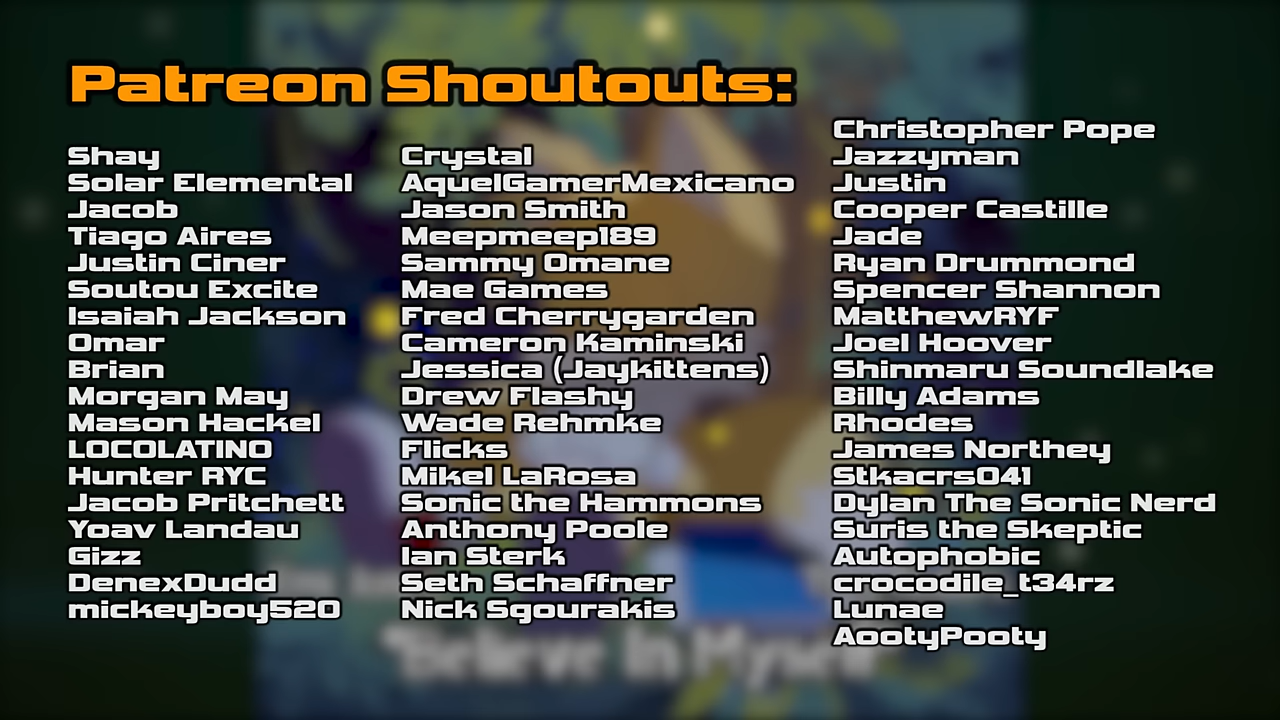 Patreon Shoutouts:
Shay
Solar Elemental
Jacob
Tiago Aires
Justin Ciner
Soutou Excite
Isaiah Jackson
Omar
Brian
Morgan May
Mason Hackel
LOCOLATINO
Hunter RYC
Jacob Pritchett
Yoav Landau
Gizz
DenexDudd
mickeyboy520
Crystal
AquelGamerMexicano
Jason Smith
Meepmeep189
Sammy Omane
Mae Games
Fred Cherrygarden
Cameron Kaminski
Jessica (Jaykittens)
Drew Flashy
Wade Rehmke
Flicks
Mikel LaRosa
Sonic the Hammons
Anthony Poole
Ian Sterk
Seth Schaffner
Nick Sgourakis
Christopher Pope
Jazzyman
Justin
Cooper Castille
Jade
Ryan Drummond
Spencer Shannon
MatthewRYF
Joel Hoover
Shinmaru Soundlake
Billy Adams
Rhodes
James Northey
Stkacrs041
Dylan The Sonic Nerd
Suris the Skeptic
Autophobic
crocodile_t34rz
Lunae
AootyPooty
"Believe In Myself"